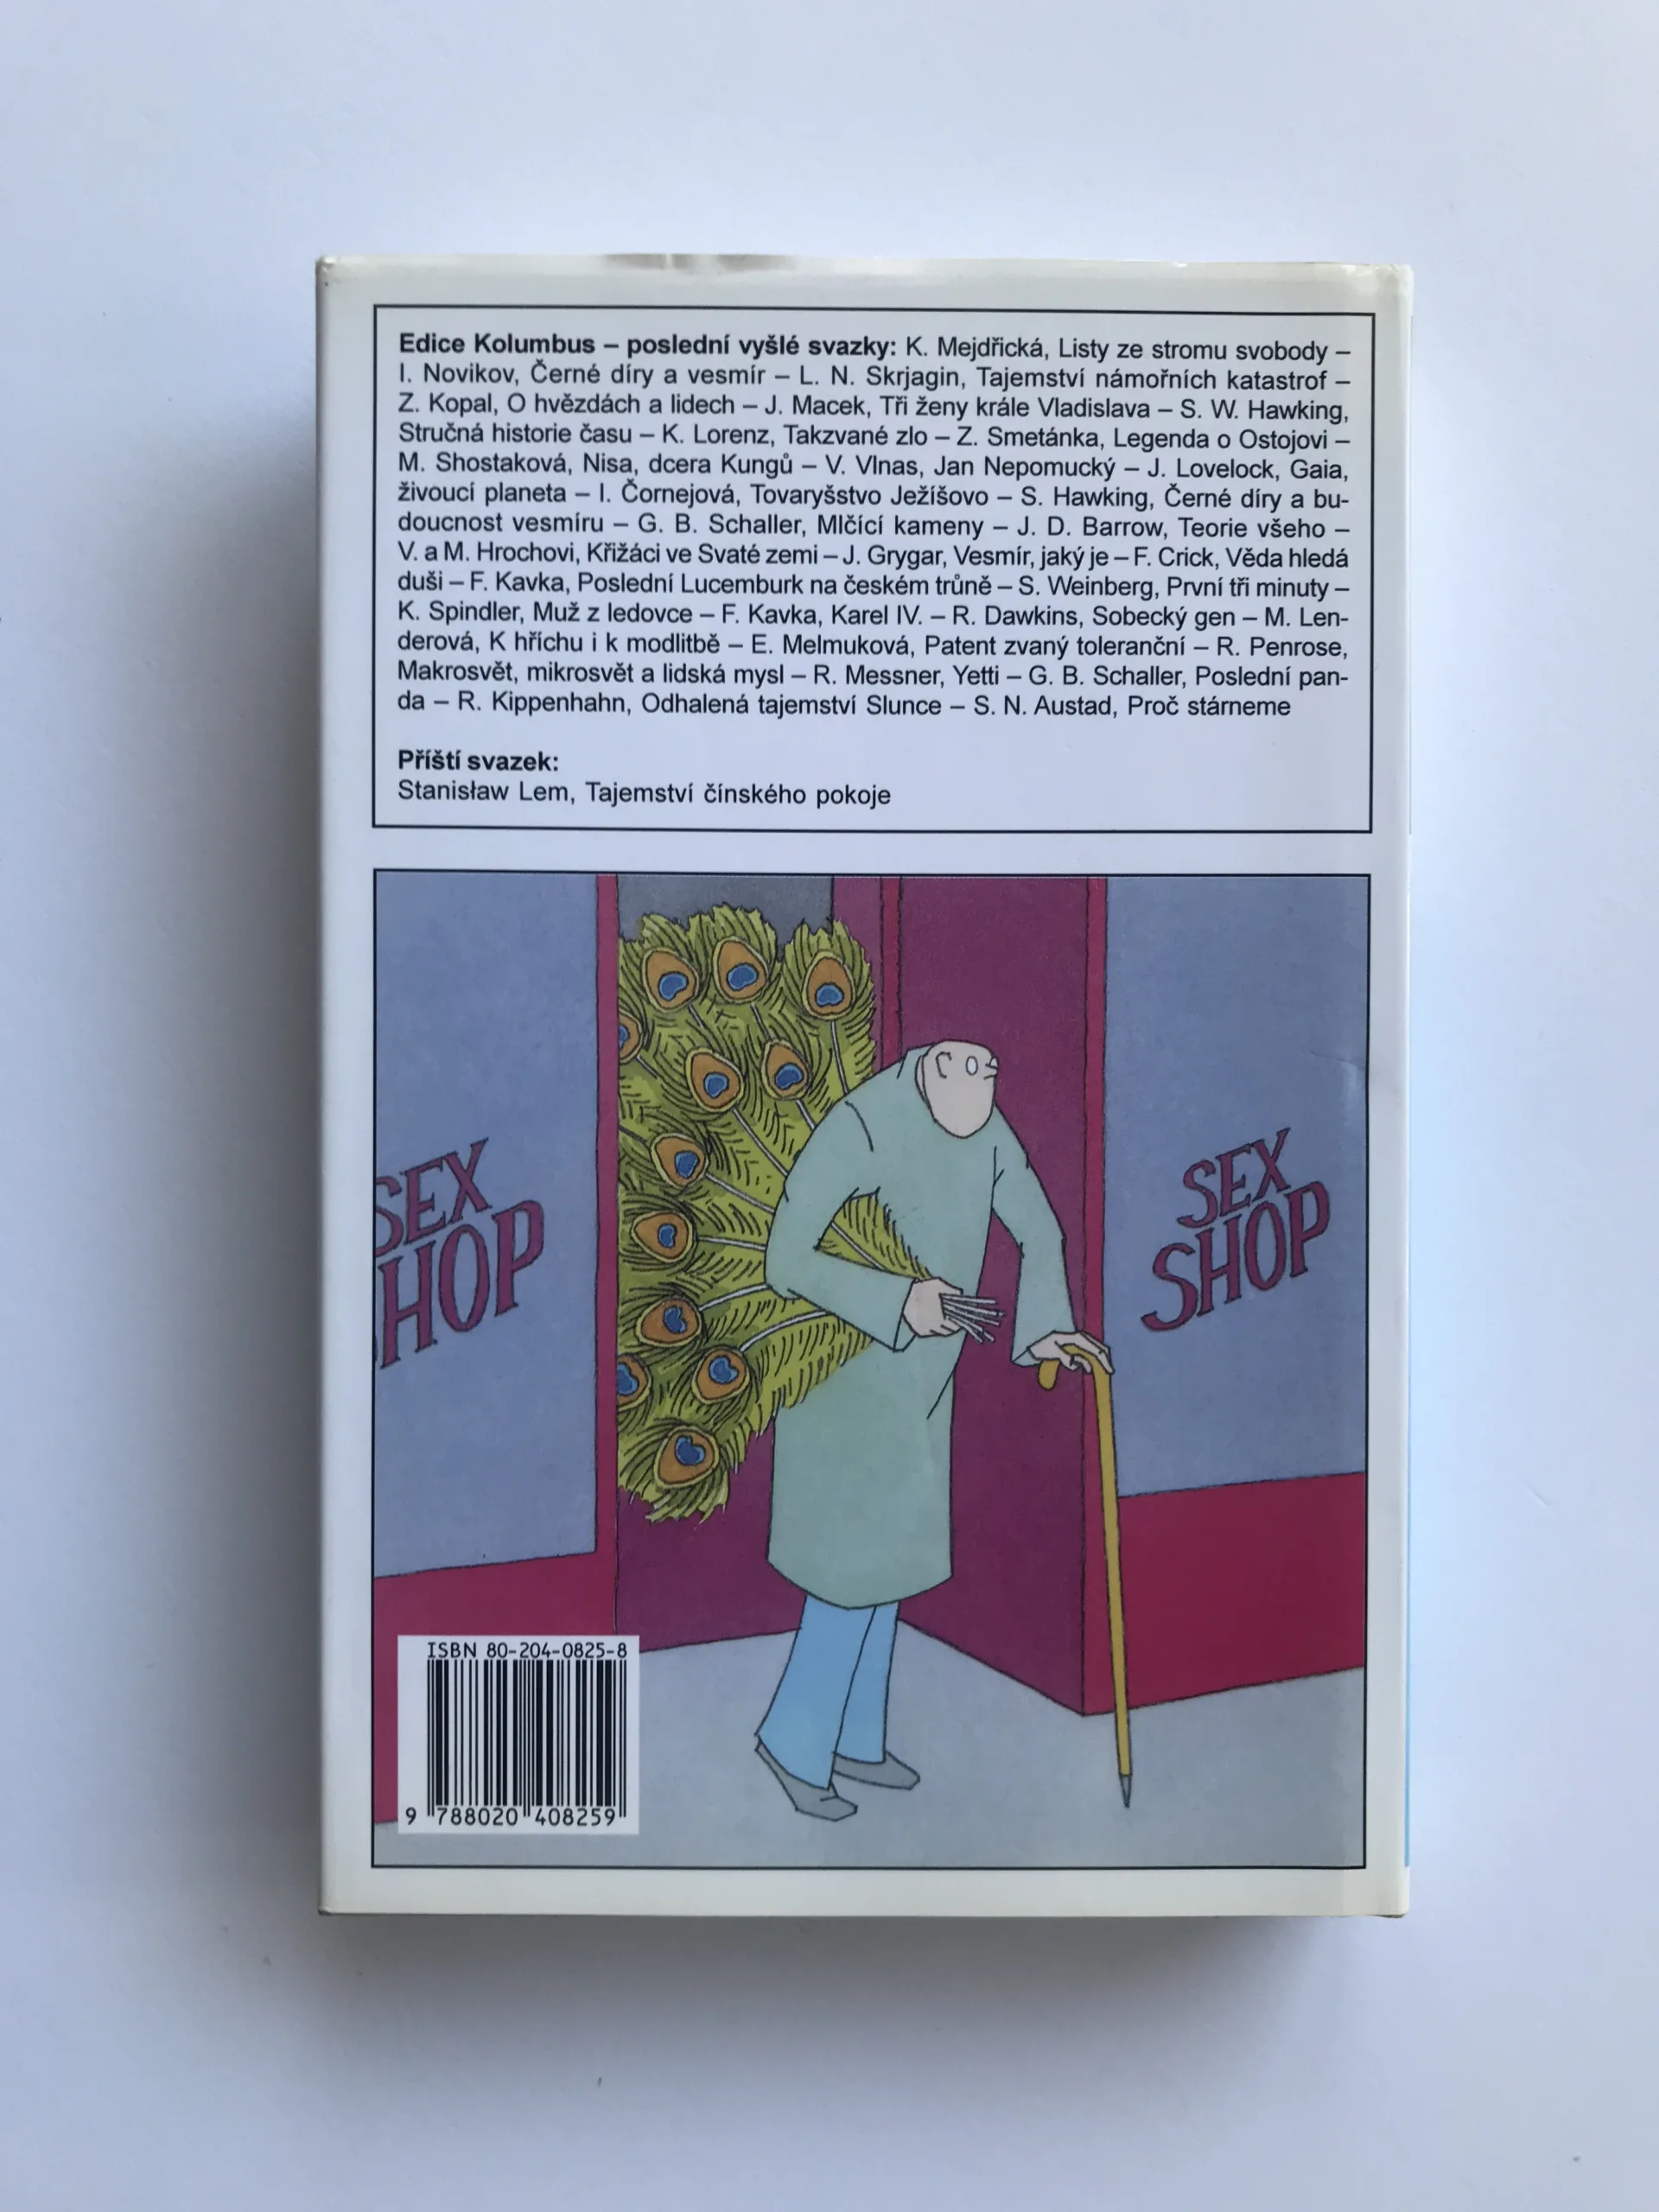 Edice Kolumbus – poslední vyšlé svazky: K. Mejdřická, Listy ze stromu svobody –
I. Novikov, Černé díry a vesmír – L. N. Skrjagin, Tajemství námořních katastrof –
Z. Kopal, O hvězdách a lidech – J. Macek, Tři ženy krále Vladislava – S. W. Hawking,
Stručná historie času – K. Lorenz, Takzvané zlo – Z. Smetánka, Legenda o Ostojovi –
M. Shostaková, Nisa, dcera Kungů – V. Vlnas, Jan Nepomucký – J. Lovelock, Gaia,
živoucí planeta – I. Čornejová, Tovaryšstvo Ježíšovo – S. Hawking, Černé díry a bu-
doucnost vesmíru – G. B. Schaller, Mlčící kameny – J. D. Barrow, Teorie všeho –
V. a M. Hrochovi, Křižáci ve Svaté zemi – J. Grygar, Vesmír, jaký je – F. Crick, Věda hledá
duši – F. Kavka, Poslední Lucemburk na českém trůně – S. Weinberg, První tři minuty –
K. Spindler, Muž z ledovce – F. Kavka, Karel IV. – R. Dawkins, Sobecký gen – M. Len-
derová, K hříchu i k modlitbě – E. Melmuková, Patent zvaný toleranční – R. Penrose,
Makrosvět, mikrosvět a lidská mysl – R. Messner, Yetti – G. B. Schaller, Poslední pan-
da – R. Kippenhahn, Odhalená tajemství Slunce – S. N. Austad, Proč stárneme
Příští svazek:
Stanisław Lem, Tajemství čínského pokoje
SEX
SHOP
SEX
SHOP
ISBN 80-204-0825-8
9 788020 408259